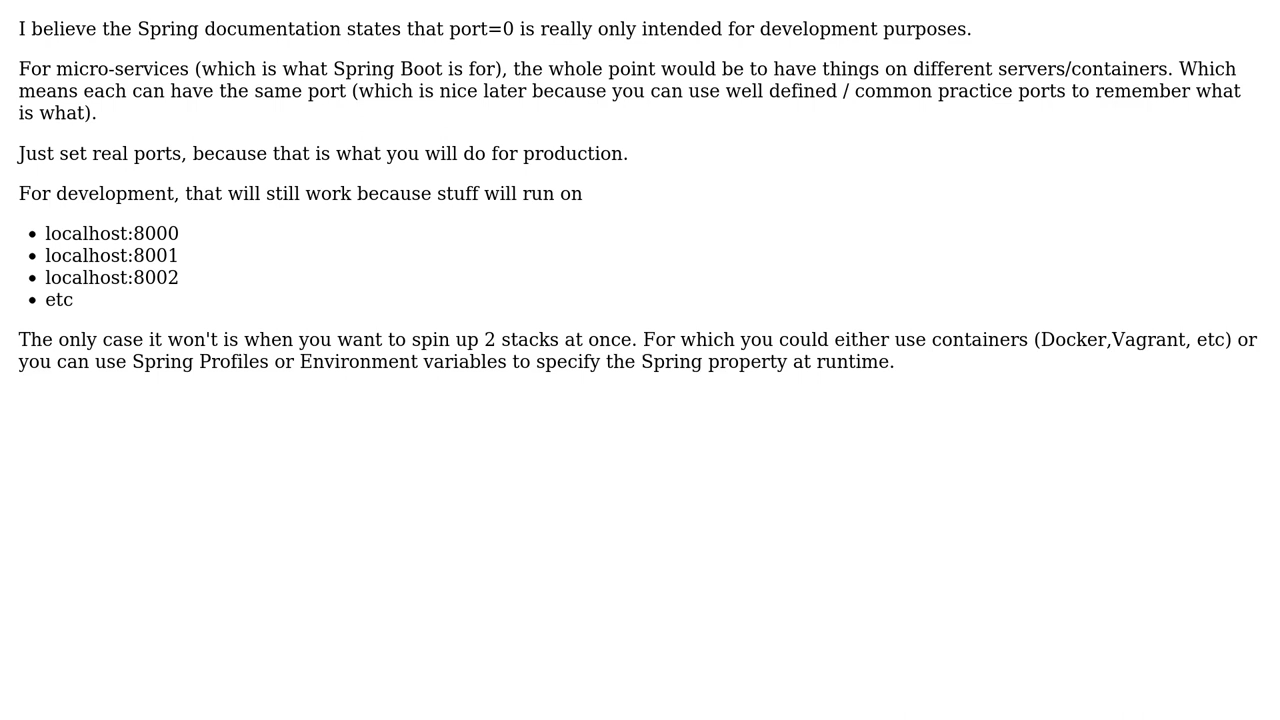 I believe the Spring documentation states that port=0 is really only intended for development purposes.
For micro-services (which is what Spring Boot is for), the whole point would be to have things on different servers/containers. Which
means each can have the same port (which is nice later because you can use well defined / common practice ports to remember what
is what).
Just set real ports, because that is what you will do for production.
For development, that will still work because stuff will run on
• localhost:8000
• localhost:8001
• localhost:8002
• etc
The only case it won't is when you want to spin up 2 stacks at once. For which you could either use containers (Docker,Vagrant, etc) or
you can use Spring Profiles or Environment variables to specify the Spring property at runtime.